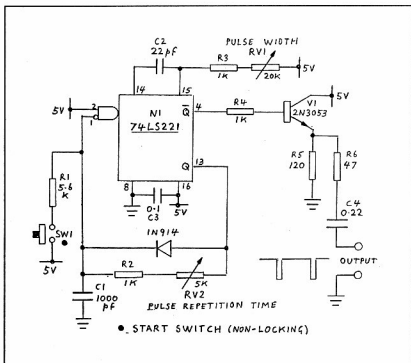 C2
22pf
PULSE WIDTH
RV1
R3
1K
20K
5V
14
15
5V
2
1
N1
74LS221
Q̅
4
R4
1K
V1
2N3053
5V
Q
13
R1
5.6
K
8
16
0.1
C3
5V
R5
120
R6
47
C4
0.22
SW1
5V
1N914
R2
1K
5K
RV2
C1
1000
pf
PULSE REPETITION TIME
OUTPUT
START SWITCH (NON-LOCKING)